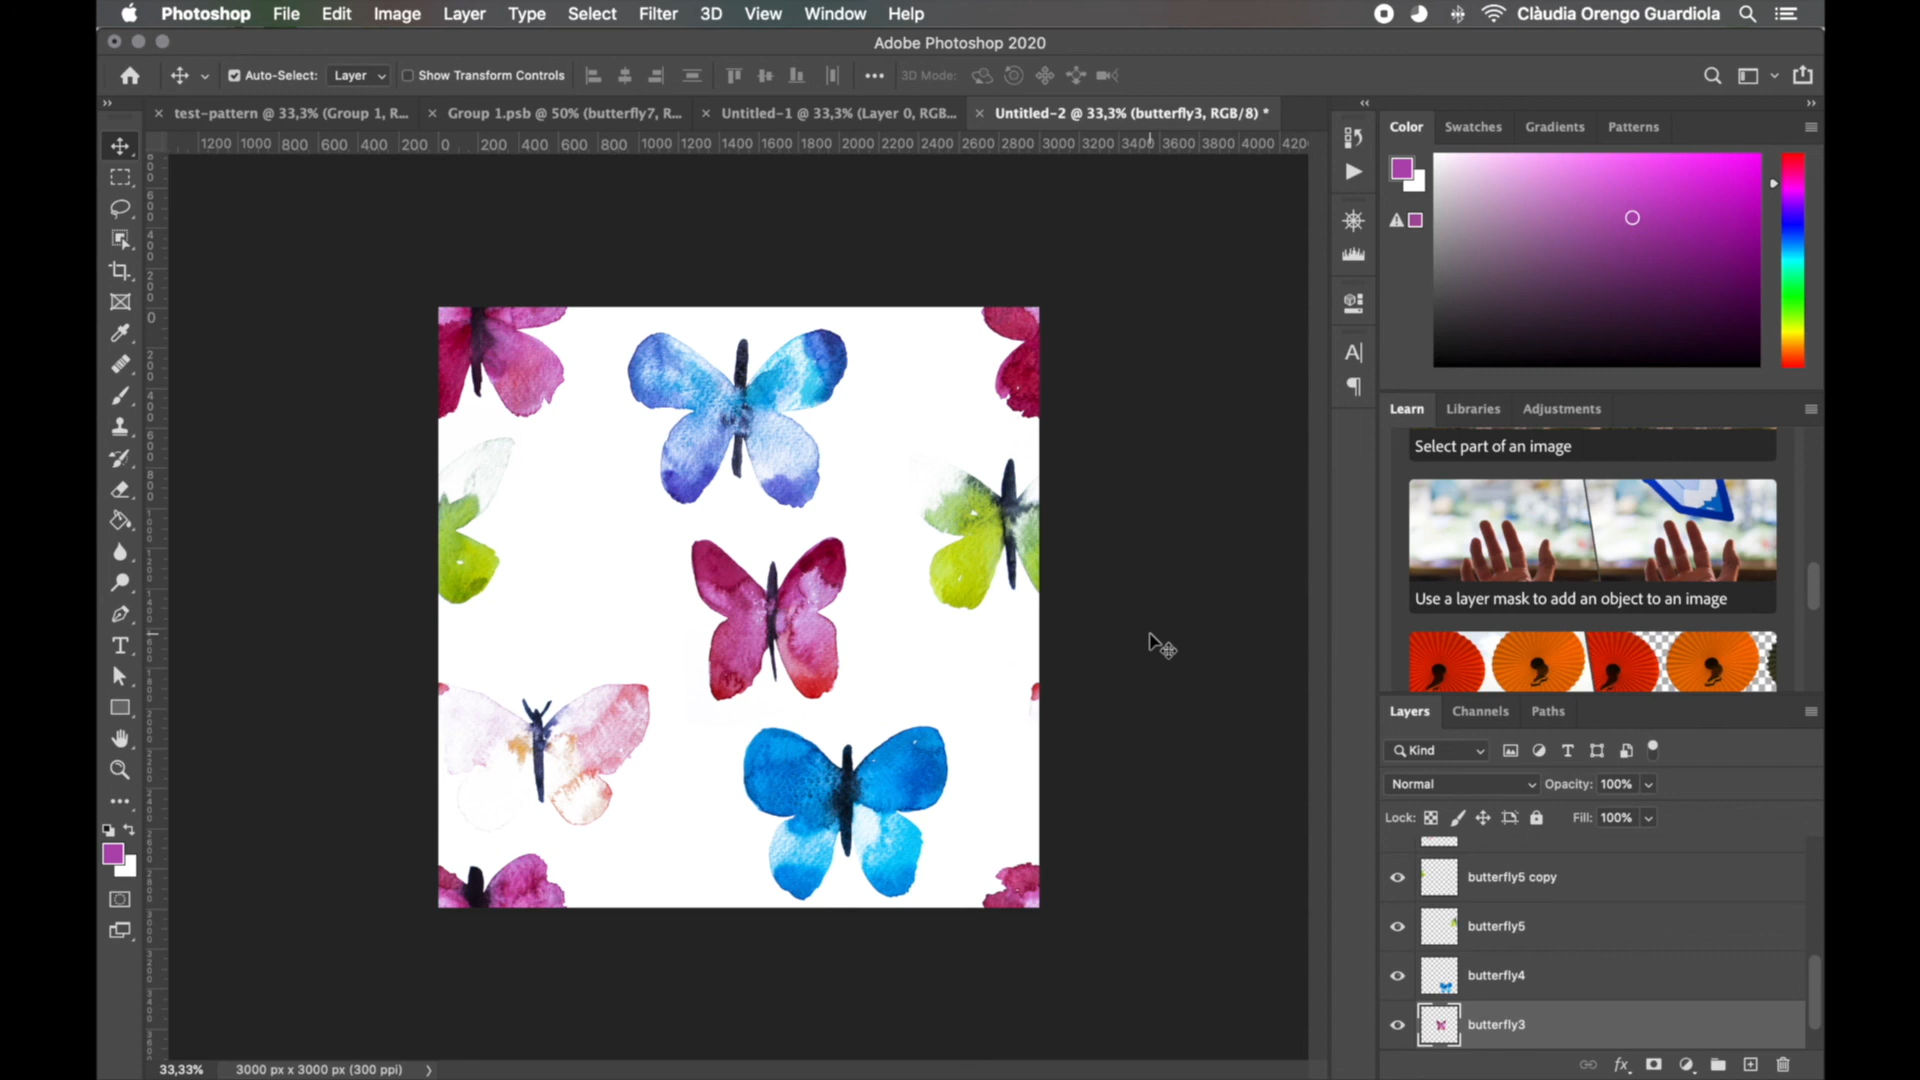 Photoshop File Edit Image Layer Type Select Filter 3D View Window Help Clàudia Orengo Guardiola
Adobe Photoshop 2020
Auto-Select: Layer Show Transform Controls 3D Mode:
test-pattern @ 33,3% (Group 1, R... Group 1.psb @ 50% (butterfly7, R... Untitled-1 @ 33,3% (Layer 0, RGB... Untitled-2 @ 33,3% (butterfly3, RGB/8) *
1200 1000 800 600 400 200 0 200 400 600 800 1000 1200 1400 1600 1800 2000 2200 2400 2600 2800 3000 3200 3400 3600 3800 4000 420
Color Swatches Gradients Patterns
Learn Libraries Adjustments
Select part of an image
Use a layer mask to add an object to an image
Layers Channels Paths
Kind
Normal Opacity: 100%
Lock: Fill: 100%
butterfly5 copy
butterfly5
butterfly4
butterfly3
33,33% 3000 px x 3000 px (300 ppi)